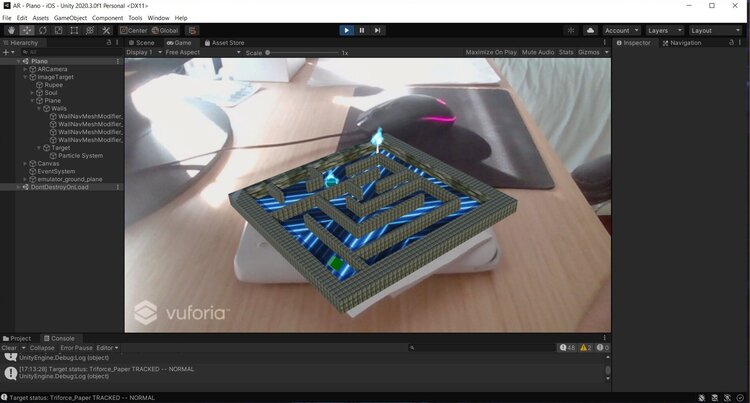 AR - Plano - iOS - Unity 2020.3.0f1 Personal <DX11>
File Edit Assets GameObject Component Tools Window Help
Center Global Account Layers Layout
Hierarchy Scene Game Asset Store Inspector Navigation
All Display 1 Free Aspect Scale 1x Maximize On Play Mute Audio Stats Gizmos
Plano
ARCamera
ImageTarget
Rupee
Soul
Plane
Walls
WallNavMeshModifier_
WallNavMeshModifier_
WallNavMeshModifier_
WallNavMeshModifier_
Target
Particle System
Canvas
EventSystem
emulator_ground_plane
DontDestroyOnLoad
vuforia™
Project Console
Clear Collapse Error Pause Editor 48 2 0
UnityEngine.Debug:Log (object)
[17:13:28] Target status: Triforce_Paper TRACKED -- NORMAL
UnityEngine.Debug:Log (object)
Target status: Triforce_Paper TRACKED -- NORMAL